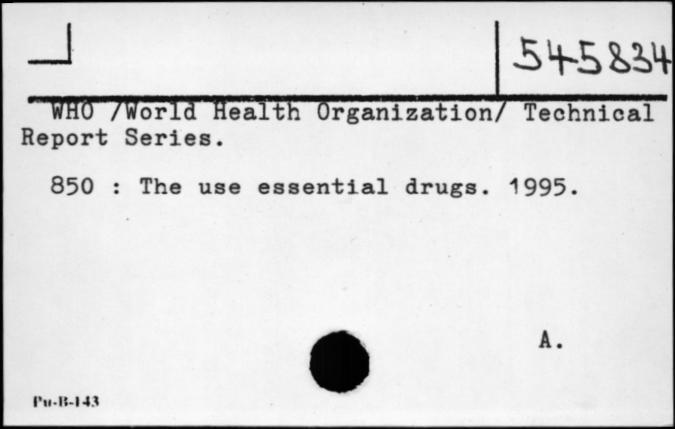 545834
WHO /World Health Organization/ Technical
Report Series.
850 : The use essential drugs. 1995.
A.
Pu-B-143